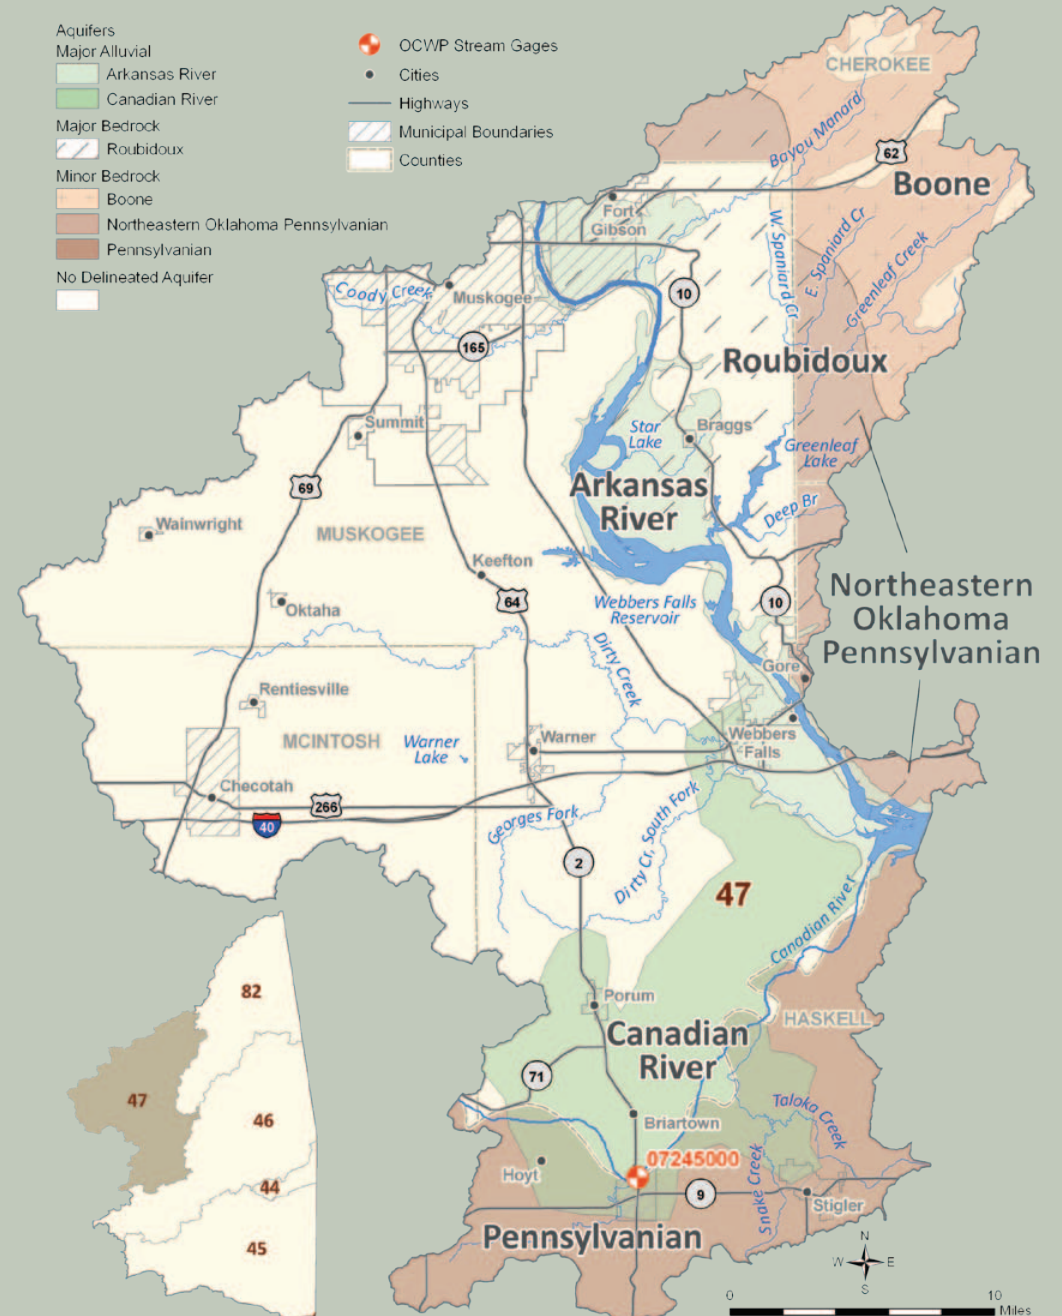 Aquifers
Major Alluvial
Arkansas River
Canadian River
Major Bedrock
Roubidoux
Minor Bedrock
Boone
Northeastern Oklahoma Pennsylvanian
Pennsylvanian
No Delineated Aquifer
OCWP Stream Gages
Cities
Highways
Municipal Boundaries
Counties
CHEROKEE
Bayou Manard
62
Boone
Fort
Gibson
W. Spaniard Cr
E. Spaniard Cr
Greenleaf Creek
Coody Creek
Muskogee
10
165
Roubidoux
Summit
Star
Lake
Braggs
Greenleaf
Lake
69
Arkansas
River
Deep Br
Wainwright
MUSKOGEE
Keefton
Northeastern
Oklahoma
Pennsylvanian
Oktaha
64
Webbers Falls
Reservoir
10
Dirty Creek
Gore
Rentiesville
MCINTOSH
Warner
Lake
Warner
Webbers
Falls
Checotah
266
40
Georges Fork
Dirty Cr. South Fork
2
47
Canadian River
82
Porum
Canadian
River
HASKELL
47
46
71
Taloka Creek
Briartown
07245000
Hoyt
44
9
Snake Creek
Stigler
Pennsylvanian
45
N
W
E
S
0
10
Miles